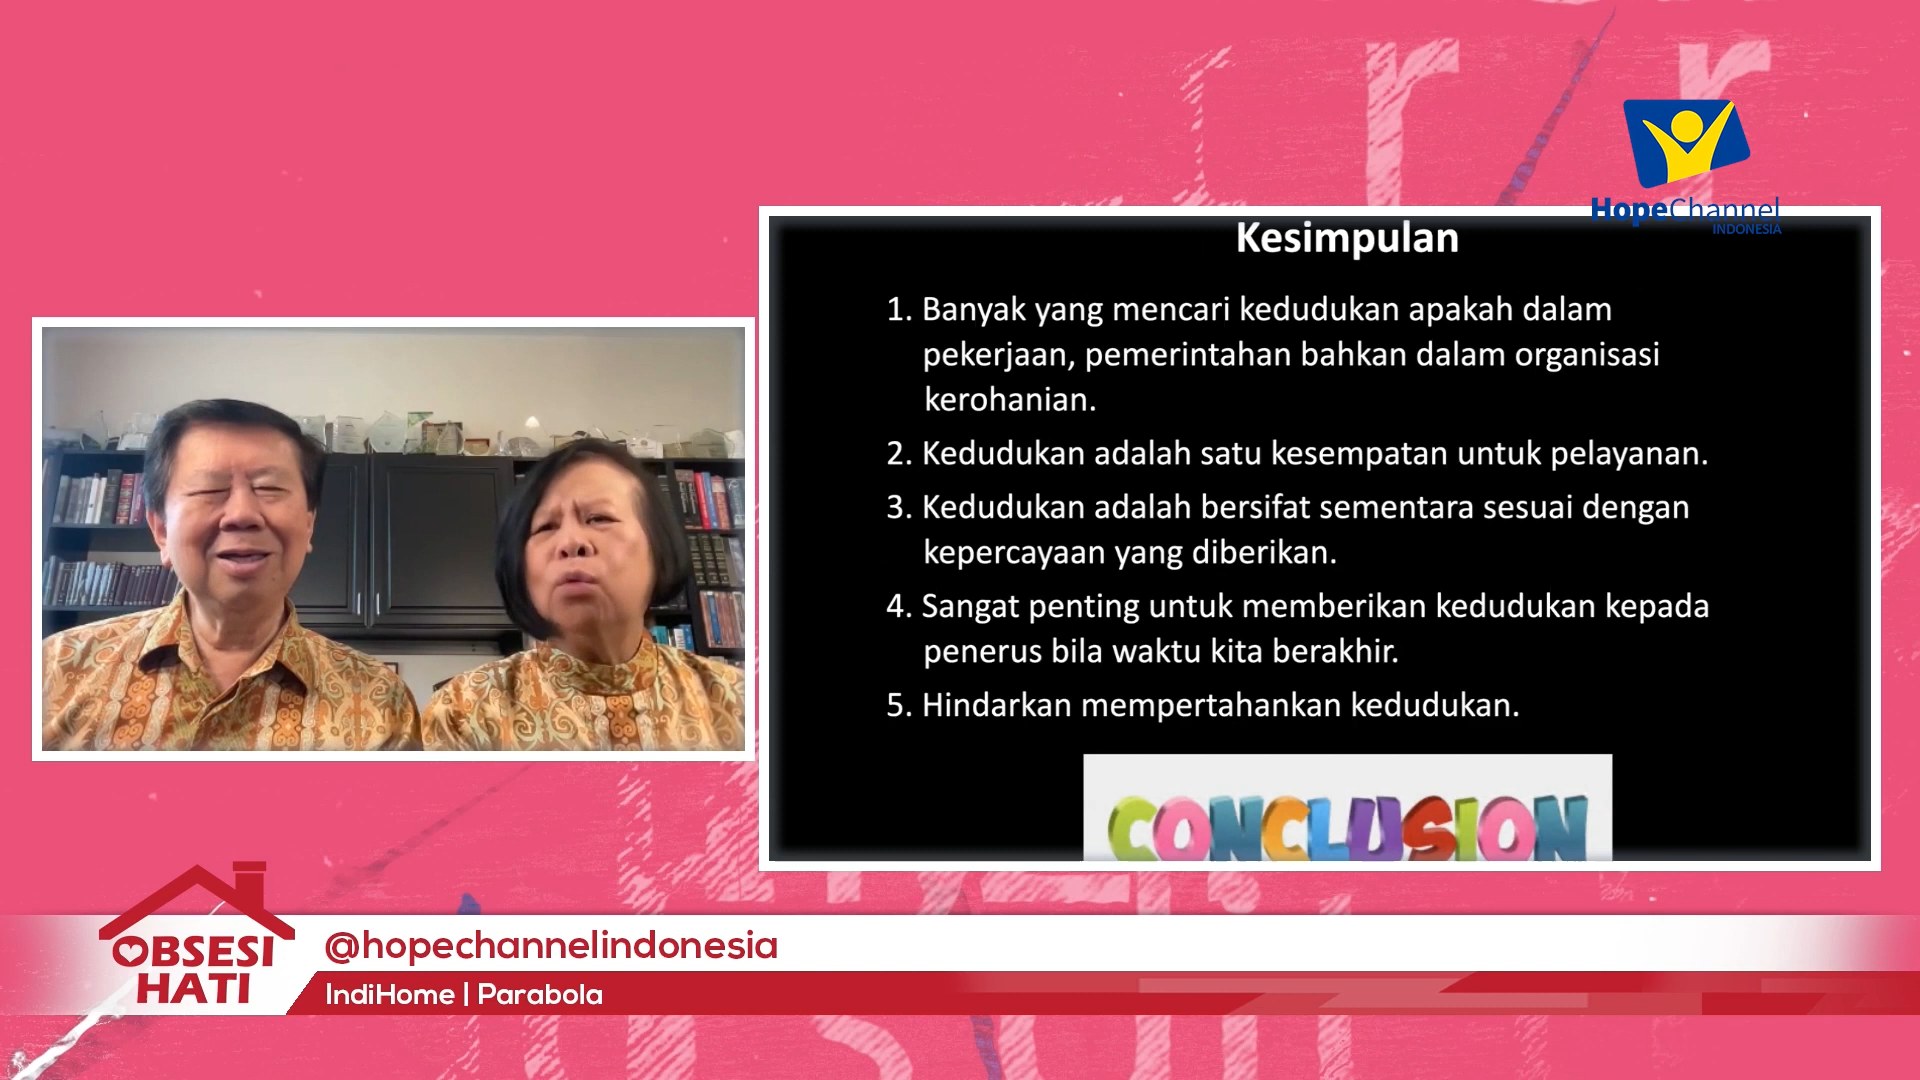 HopeChannel
INDONESIA
Kesimpulan
1. Banyak yang mencari kedudukan apakah dalam
pekerjaan, pemerintahan bahkan dalam organisasi
kerohanian.
2. Kedudukan adalah satu kesempatan untuk pelayanan.
3. Kedudukan adalah bersifat sementara sesuai dengan
kepercayaan yang diberikan.
4. Sangat penting untuk memberikan kedudukan kepada
penerus bila waktu kita berakhir.
5. Hindarkan mempertahankan kedudukan.
CONCLUSION
OBSESI
HATI
@hopechannelindonesia
IndiHome | Parabola